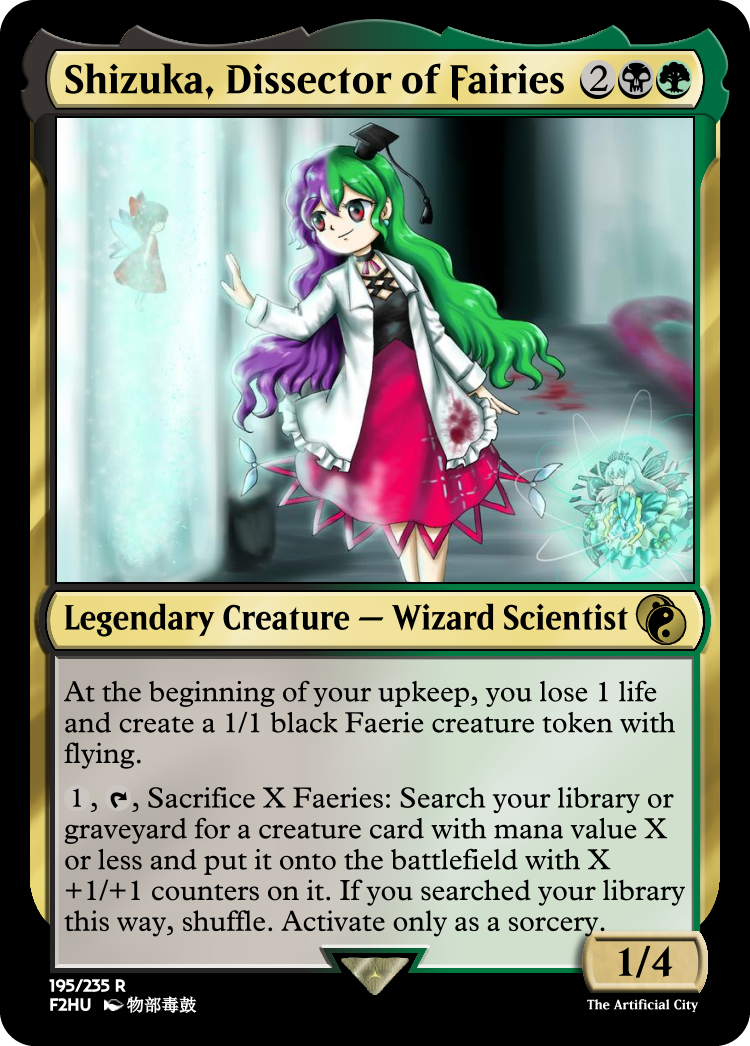 Shizuka, Dissector of Fairies 2
Legendary Creature — Wizard Scientist
At the beginning of your upkeep, you lose 1 life
and create a 1/1 black Faerie creature token with
flying.
1, , Sacrifice X Faeries: Search your library or
graveyard for a creature card with mana value X
or less and put it onto the battlefield with X
+1/+1 counters on it. If you searched your library
this way, shuffle. Activate only as a sorcery.
1/4
195/235 R
F2HU 物部毒鼓
The Artificial City